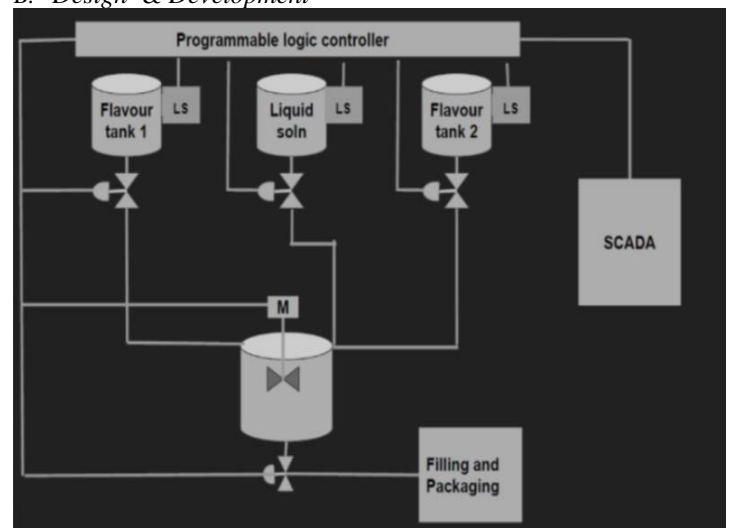 B. Design & Development
Programmable logic controller
Flavour
tank 1
LS
Liquid
soln
LS
Flavour
tank 2
LS
SCADA
M
Filling and
Packaging